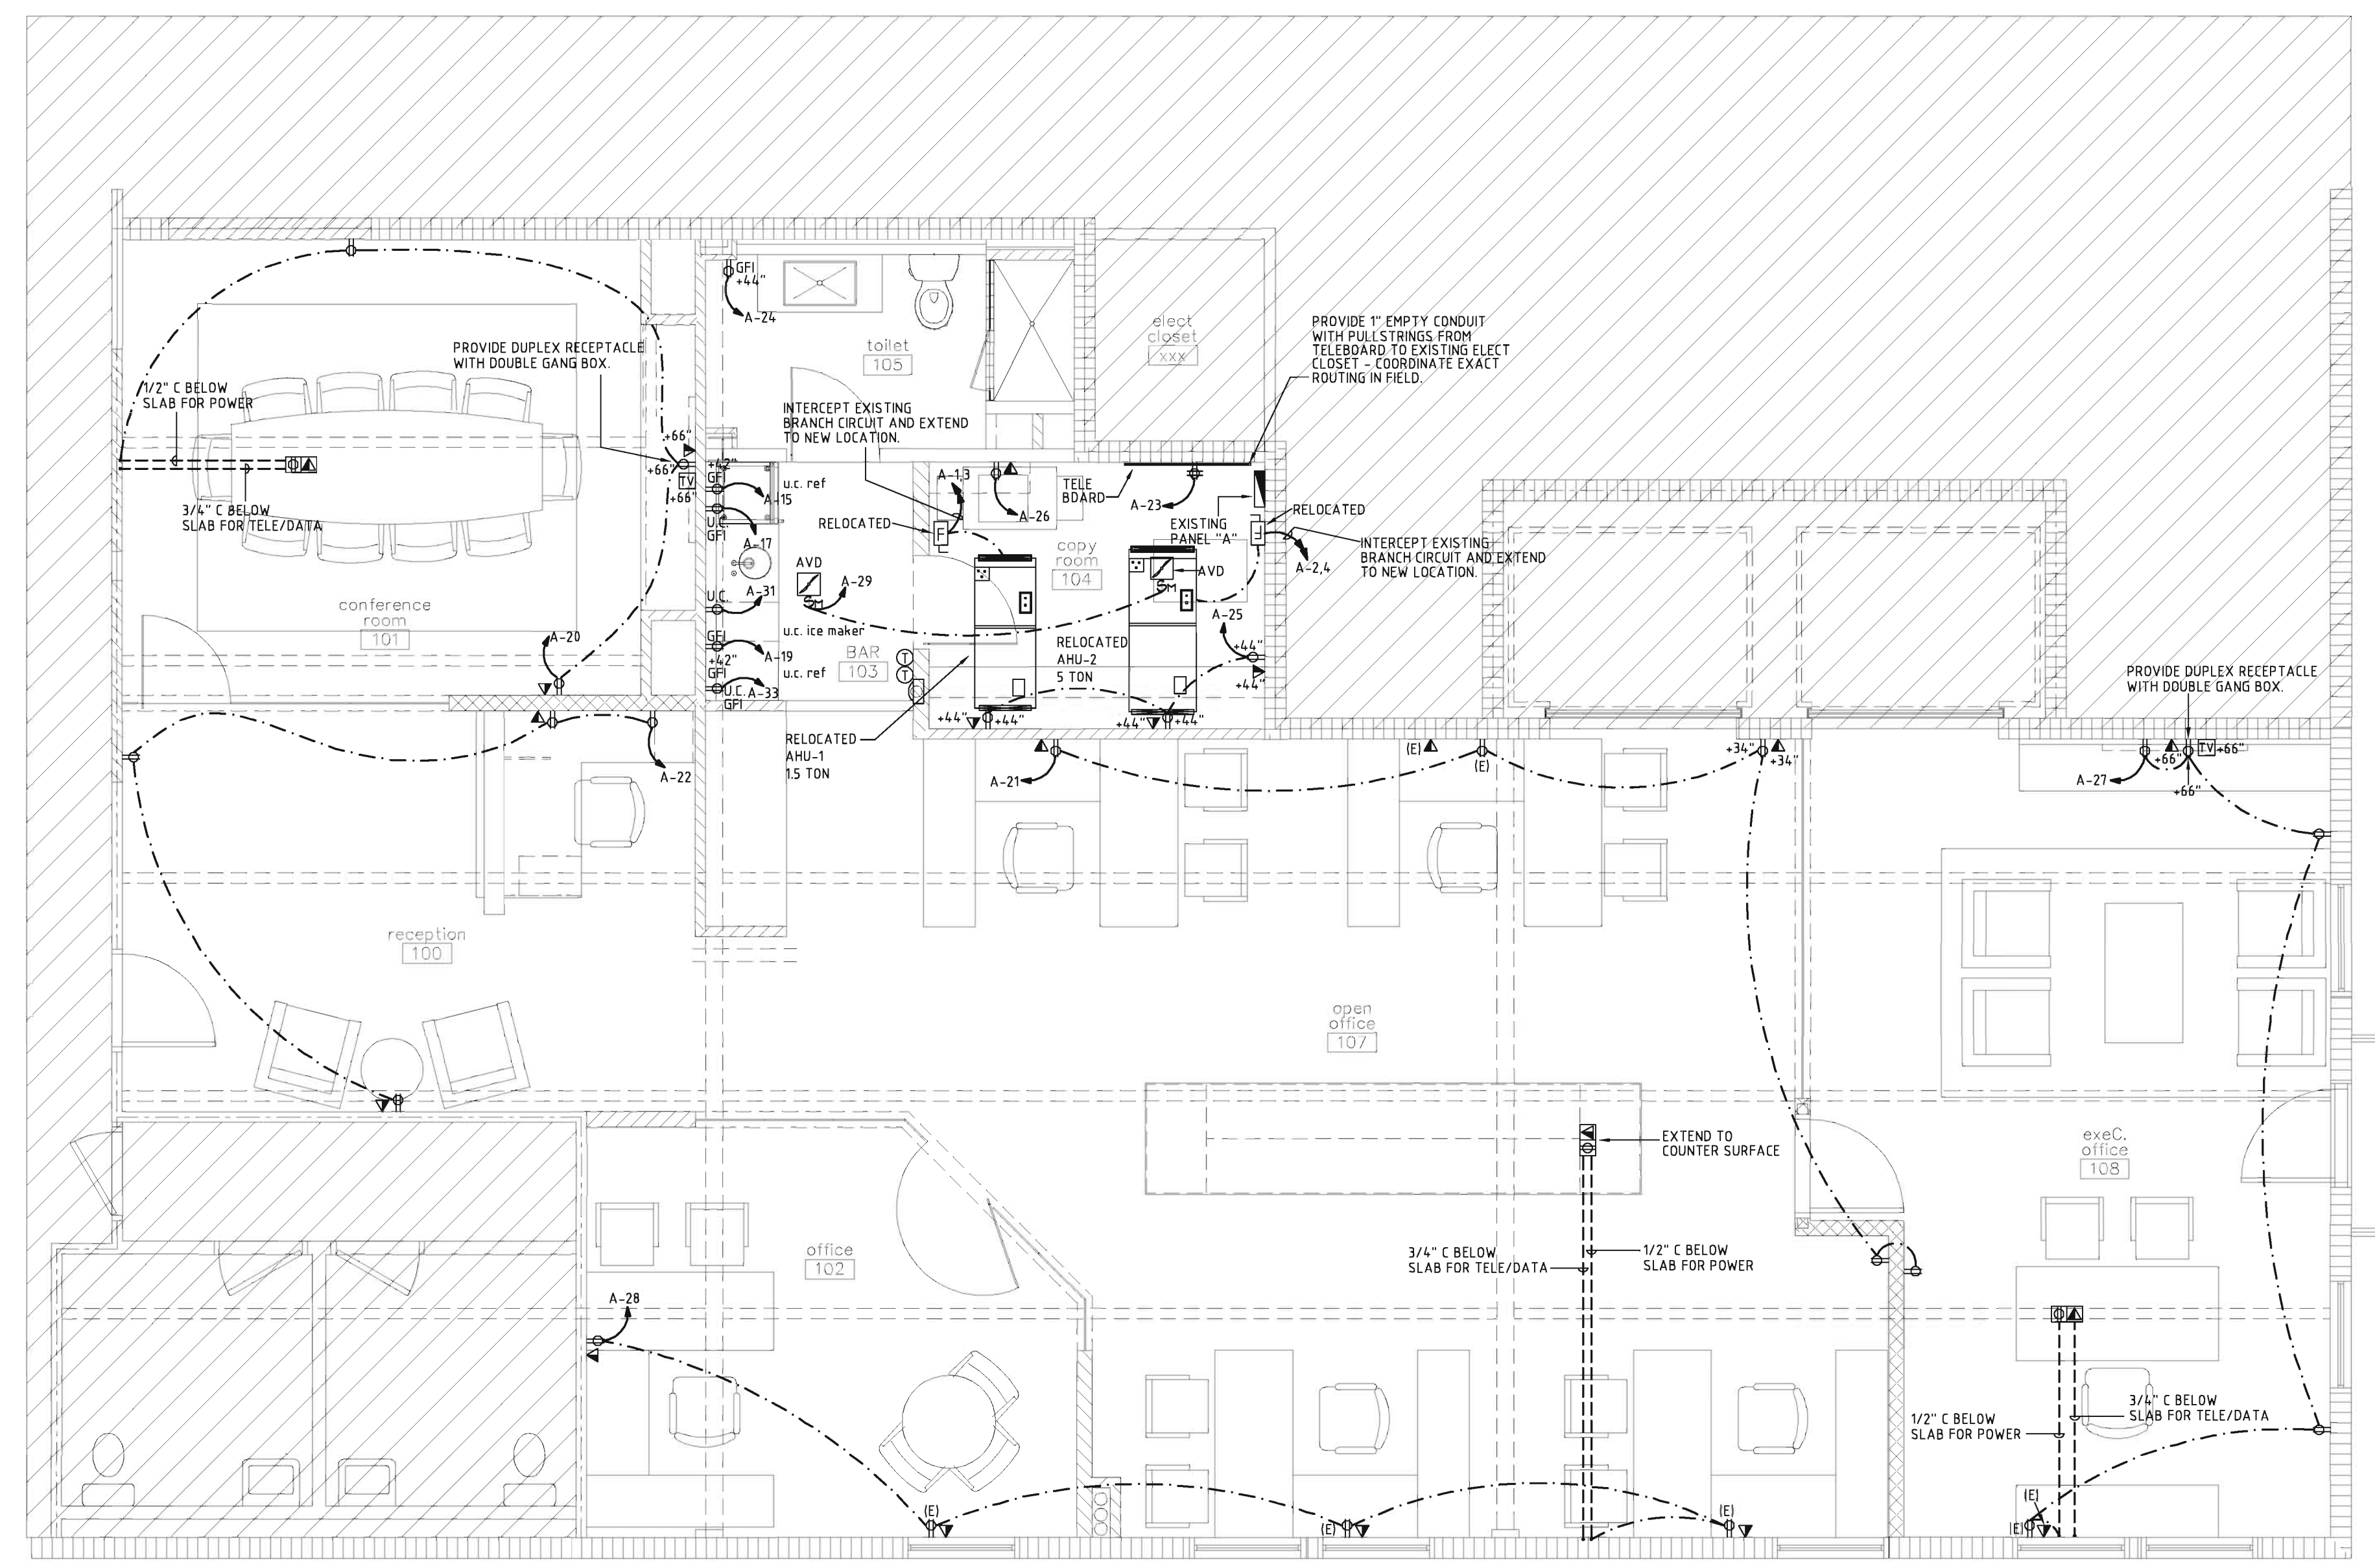 GFI
+44"
A-24
toilet
105
elect
closet
xxx
PROVIDE 1" EMPTY CONDUIT
WITH PULLSTRINGS FROM
TELEBOARD TO EXISTING ELECT
CLOSET - COORDINATE EXACT
ROUTING IN FIELD.
PROVIDE DUPLEX RECEPTACLE
WITH DOUBLE GANG BOX.
1/2" C BELOW
SLAB FOR POWER
3/4" C BELOW
SLAB FOR TELE/DATA
INTERCEPT EXISTING
BRANCH CIRCUIT AND EXTEND
TO NEW LOCATION.
+66"
+66"
TV
+66"
+42"
GFI
A-15
u.c. ref
U.C.
GFI
A-17
A-1,3
RELOCATED
F
A-26
TELE
BOARD
A-23
EXISTING
PANEL "A"
RELOCATED
F
A-2,4
INTERCEPT EXISTING
BRANCH CIRCUIT AND EXTEND
TO NEW LOCATION.
copy
room
104
AVD
SM
A-29
AVD
SM
U.C.
A-31
u.c. ice maker
GFI
+42"
A-19
GFI
u.c. ref
U.C.
GFI
A-33
BAR
103
T
T
RELOCATED
AHU-2
5 TON
A-25
+44"
+44"
+44"
+44"
+44"
+44"
conference
room
101
A-20
A-22
RELOCATED
AHU-1
1.5 TON
A-21
(E)
(E)
+34"
+34"
PROVIDE DUPLEX RECEPTACLE
WITH DOUBLE GANG BOX.
A-27
+66"
TV
+66"
+66"
reception
100
open
office
107
EXTEND TO
COUNTER SURFACE
exeC.
office
108
office
102
A-28
3/4" C BELOW
SLAB FOR TELE/DATA
1/2" C BELOW
SLAB FOR POWER
1/2" C BELOW
SLAB FOR POWER
3/4" C BELOW
SLAB FOR TELE/DATA
(E)
(E)
(E)
(E)
(E)